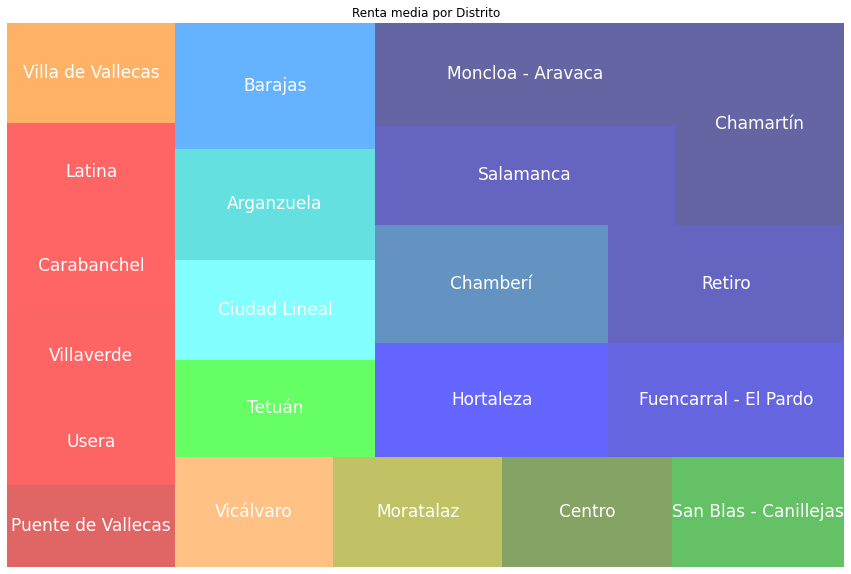 Renta media por Distrito
Villa de Vallecas
Barajas
Moncloa - Aravaca
Chamartín
Latina
Salamanca
Arganzuela
Carabanchel
Chamberí
Retiro
Ciudad Lineal
Villaverde
Tetuán
Hortaleza
Fuencarral - El Pardo
Usera
Puente de Vallecas
Vicálvaro
Moratalaz
Centro
San Blas - Canillejas